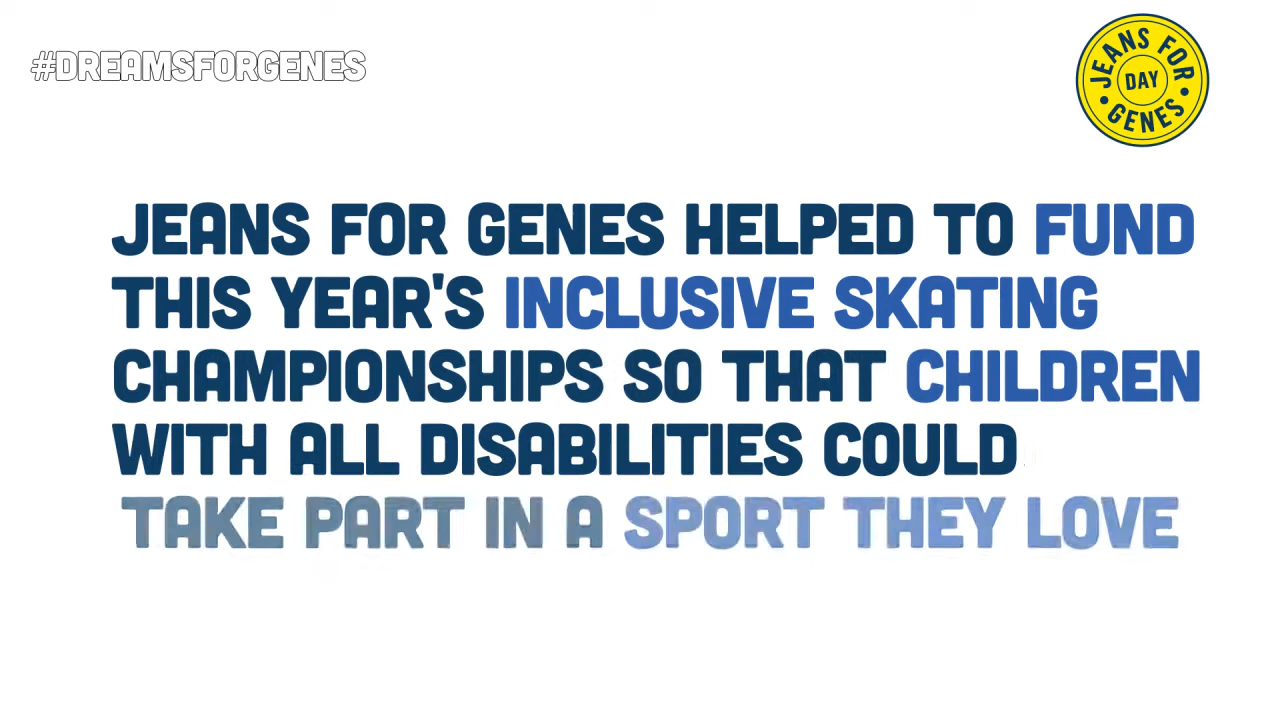 #DREAMSFORGENES
JEANS FOR
DAY
GENES
JEANS FOR GENES HELPED TO FUND
THIS YEAR'S INCLUSIVE SKATING
CHAMPIONSHIPS SO THAT CHILDREN
WITH ALL DISABILITIES COULD
TAKE PART IN A SPORT THEY LOVE